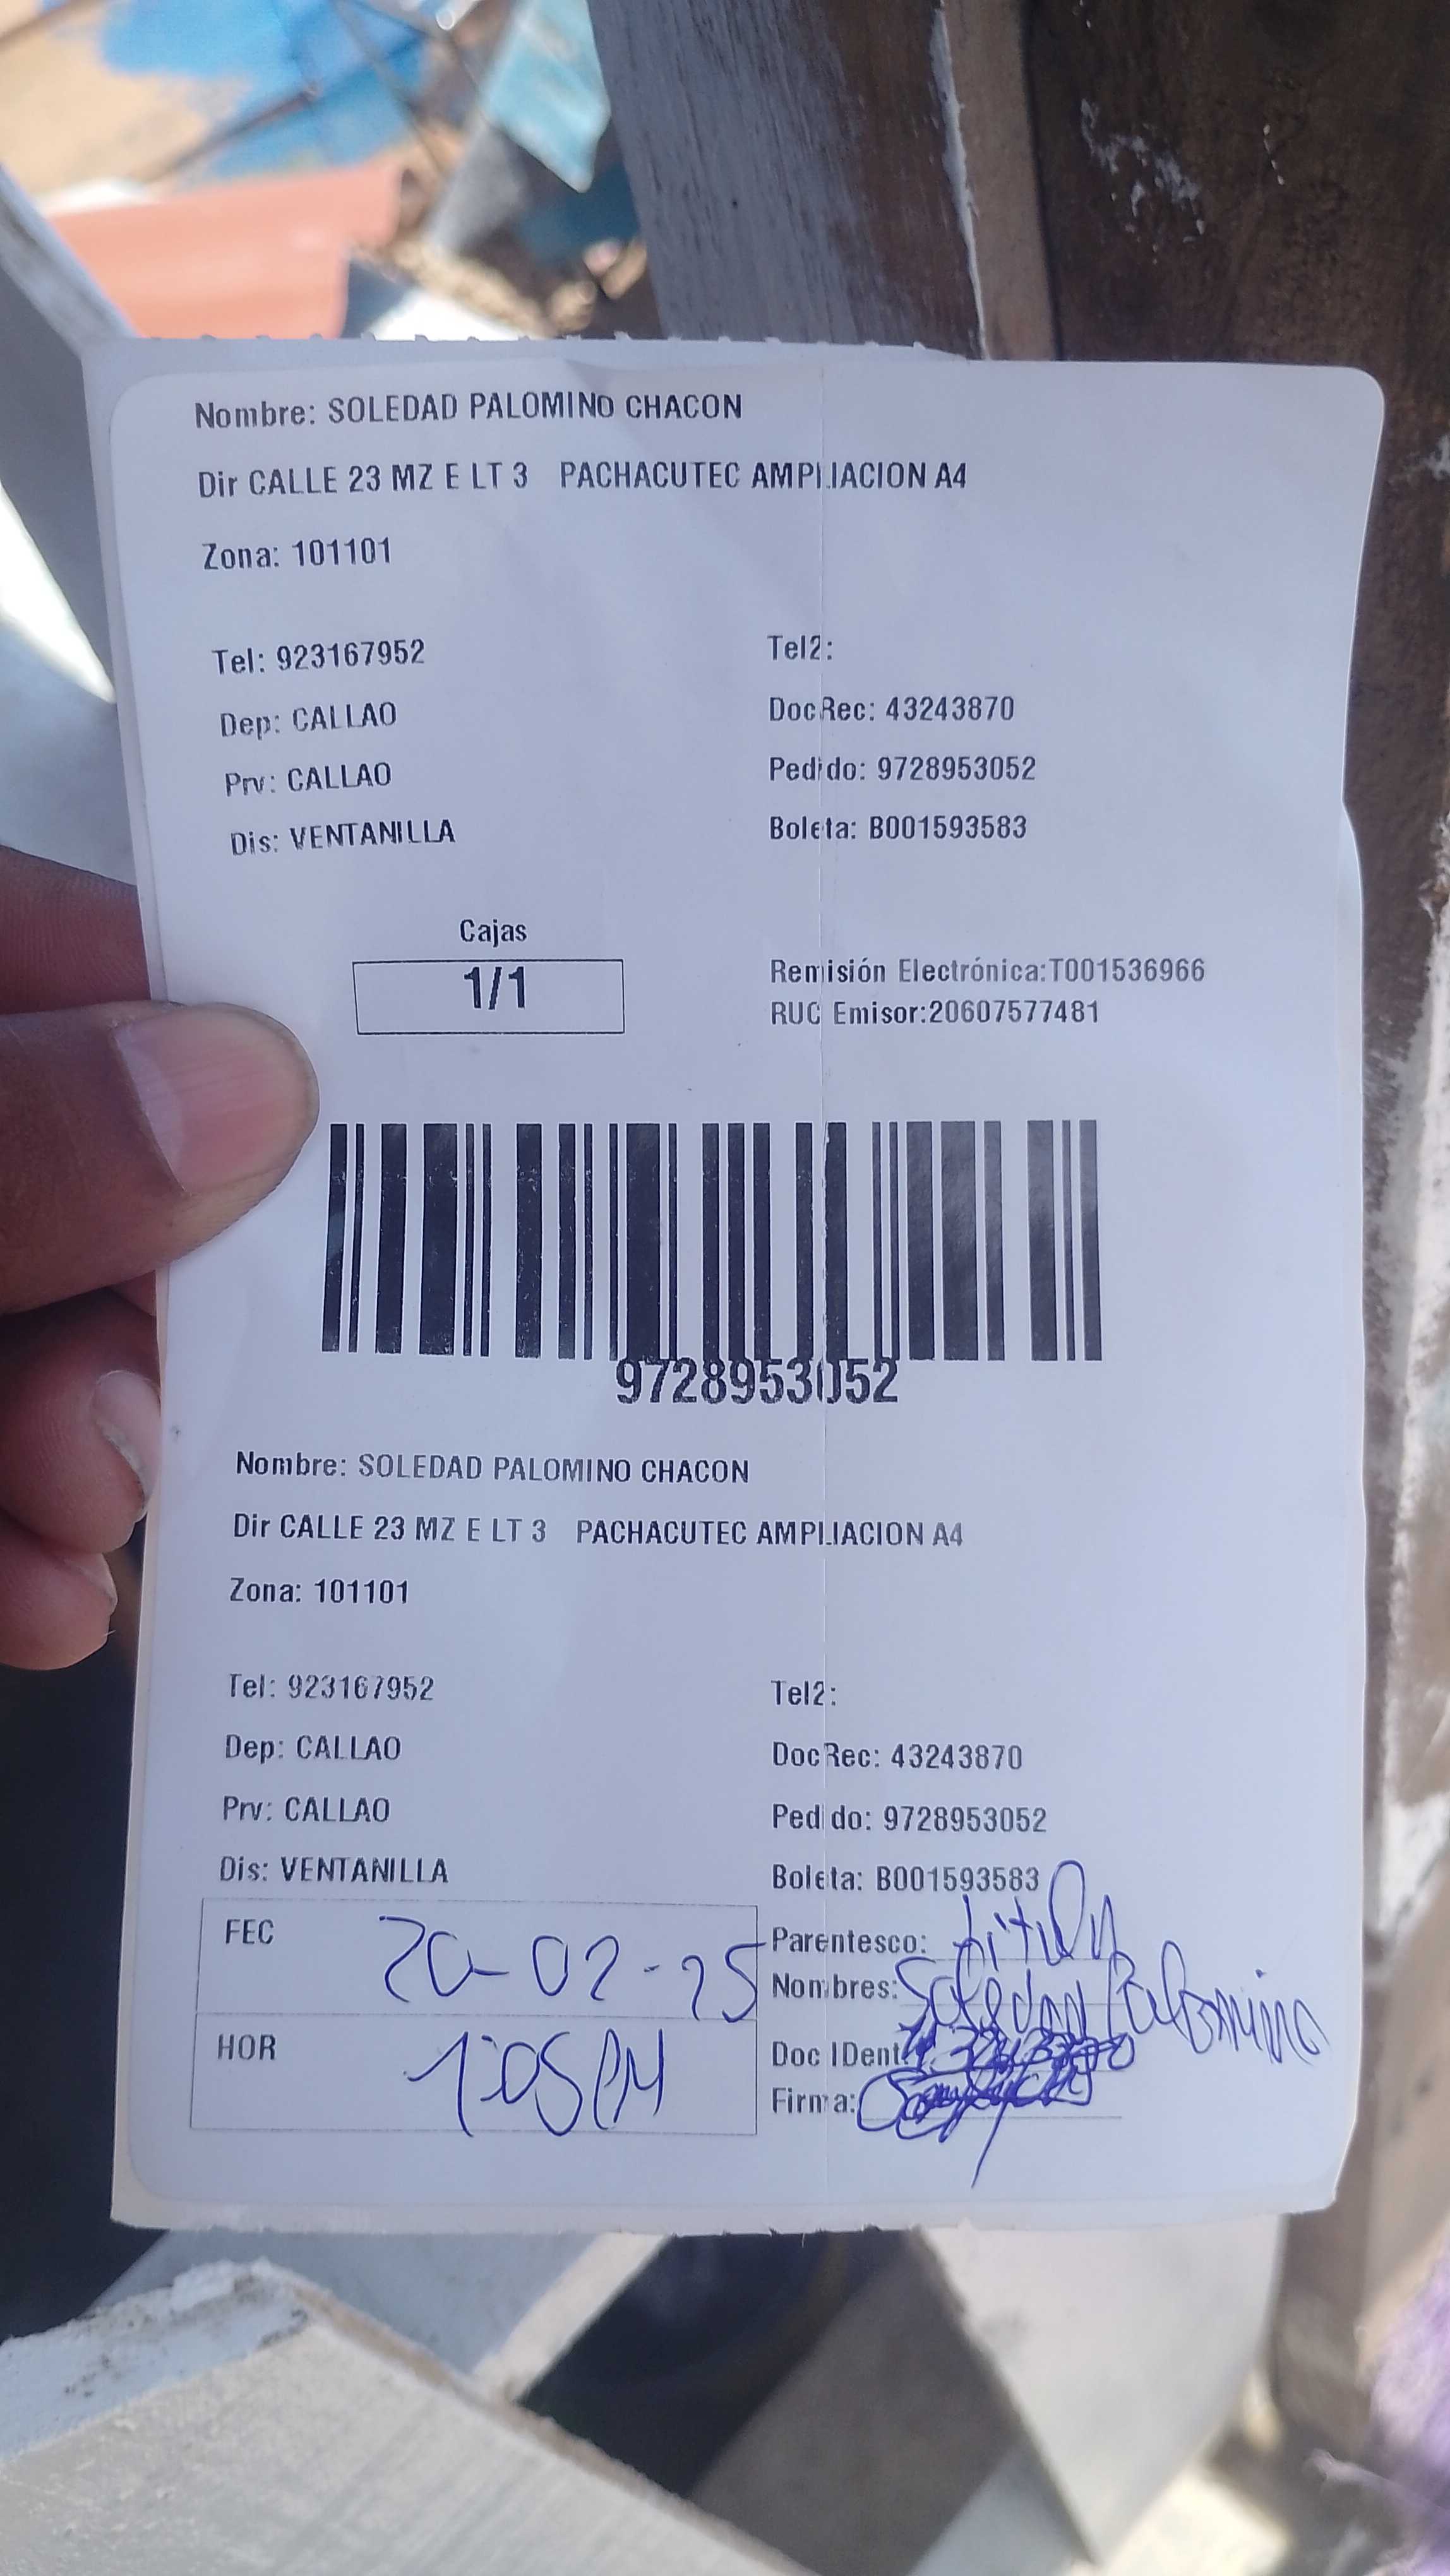 Nombre: SOLEDAD PALOMINO CHACON
Dir CALLE 23 MZ E LT 3 PACHACUTEC AMPLIACION A4
Zona: 101101
Tel: 923167952 Tel2:
Dep: CALLAO DocRec: 43243870
Prv: CALLAO Pedido: 9728953052
Dis: VENTANILLA Boleta: B001593583
Cajas
1/1
Remisión Electrónica:T001536966
RUC Emisor:20607577481
9728953052
Nombre: SOLEDAD PALOMINO CHACON
Dir CALLE 23 MZ E LT 3 PACHACUTEC AMPLIACION A4
Zona: 101101
Tel: 923167952 Tel2:
Dep: CALLAO DocRec: 43243870
Prv: CALLAO Pedido: 9728953052
Dis: VENTANILLA Boleta: B001593583
FEC 20-02-25
HOR 1:05 PM
Parentesco:
Nombres: Soledad Palomino
Doc IDent:
Firma: